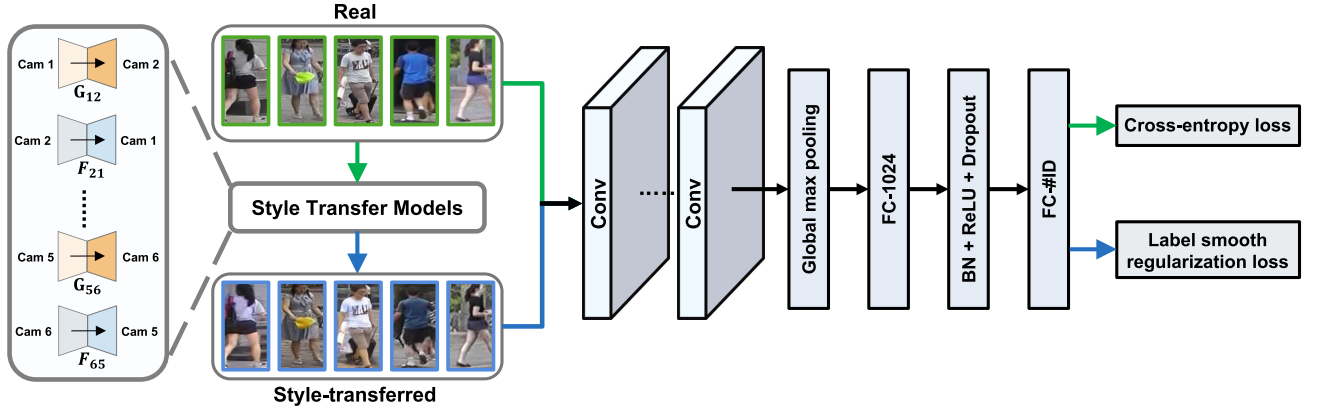 Real
Cam 1
Cam 2
G12
Cam 2
Cam 1
F21
......
Cam 5
Cam 6
G56
Cam 6
Cam 5
F65
Style Transfer Models
Style-transferred
Conv
.....
Conv
Global max pooling
FC-1024
BN + ReLU + Dropout
FC-#ID
Cross-entropy loss
Label smooth
regularization loss